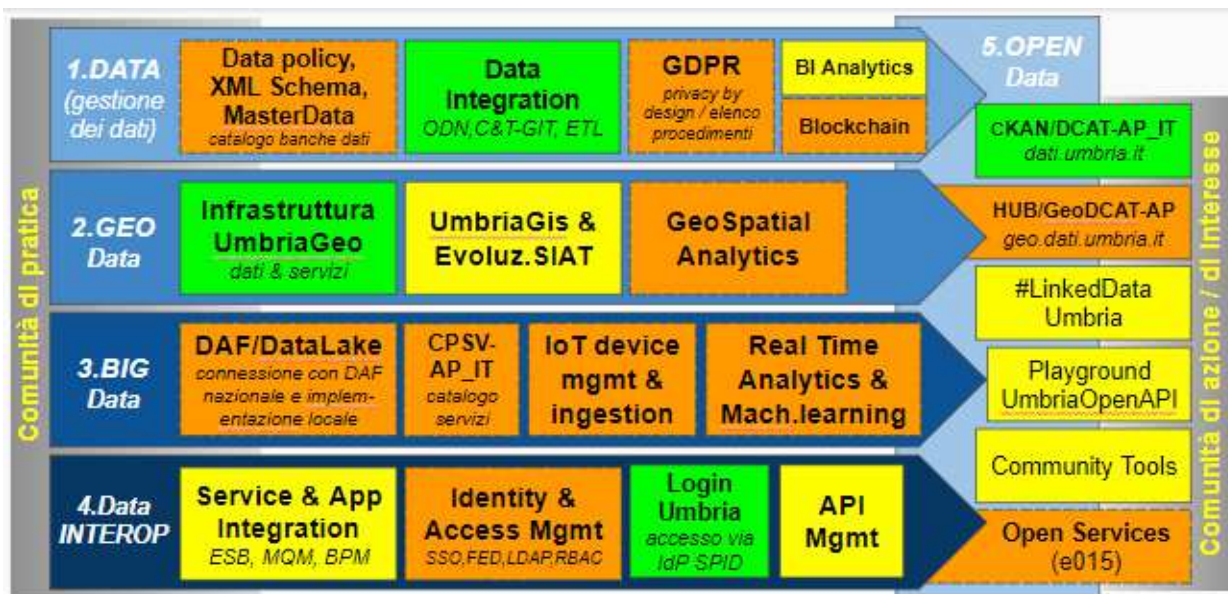 Comunità di pratica
1.DATA
(gestione
dei dati)
Data policy,
XML Schema,
MasterData
catalogo banche dati
Data
Integration
ODN,C&T-GIT, ETL
GDPR
privacy by
design / elenco
procedimenti
BI Analytics
Blockchain
2.GEO
Data
Infrastruttura
UmbriaGeo
dati & servizi
UmbriaGis &
Evoluz.SIAT
GeoSpatial
Analytics
3.BIG
Data
DAF/DataLake
connessione con DAF
nazionale e implem-
entazione locale
CPSV-
AP_IT
catalogo
servizi
IoT device
mgmt &
ingestion
Real Time
Analytics &
Mach.learning
4.Data
INTEROP
Service & App
Integration
ESB, MQM, BPM
Identity &
Access Mgmt
SSO,FED,LDAP,RBAC
Login
Umbria
accesso via
IdP SPID
API
Mgmt
5.OPEN
Data
CKAN/DCAT-AP_IT
dati.umbria.it
HUB/GeoDCAT-AP
geo.dati.umbria.it
#LinkedData
Umbria
Playground
UmbriaOpenAPI
Community Tools
Open Services
(e015)
Comunità di azione / di interesse